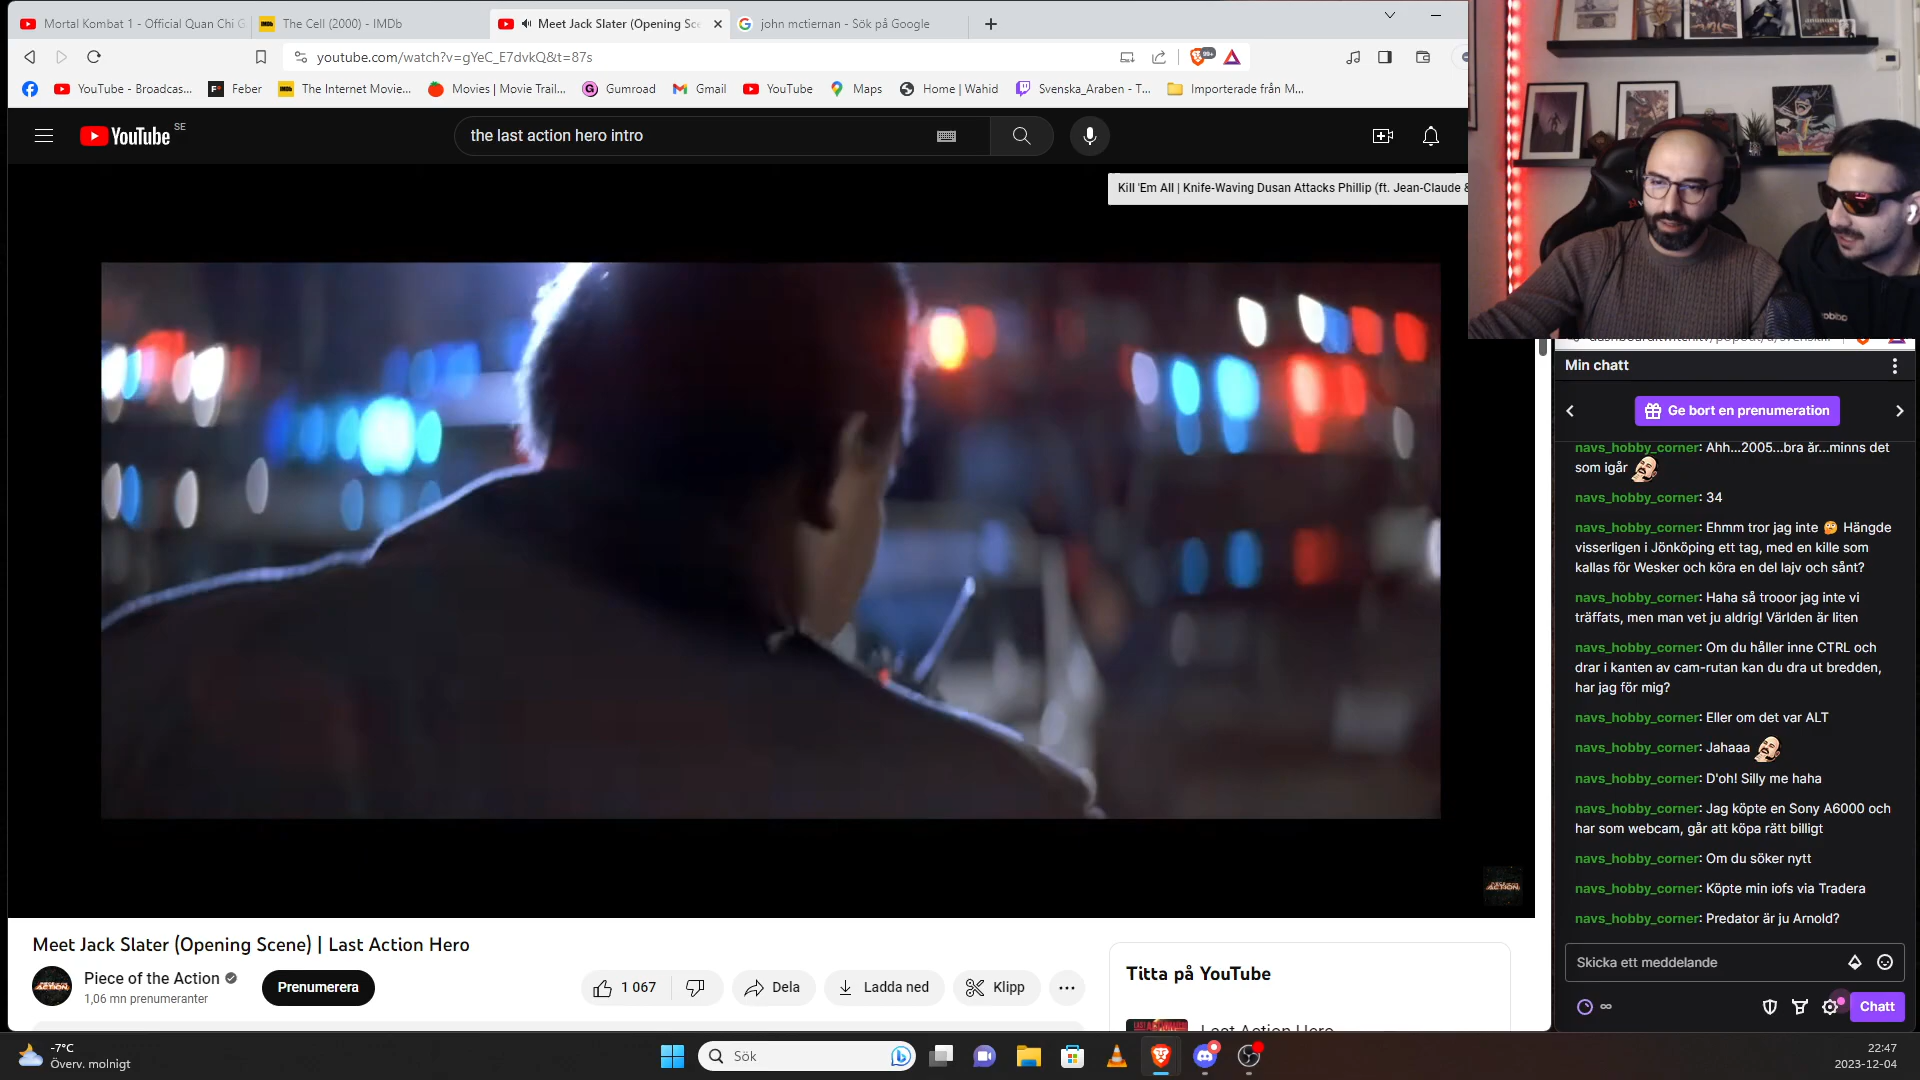 Mortal Kombat 1 - Official Quan Chi G
The Cell (2000) - IMDb
Meet Jack Slater (Opening Sce
john mctiernan - Sök på Google
youtube.com/watch?v=gYeC_E7dvkQ&t=87s
99+
YouTube - Broadcas...
Feber
The Internet Movie...
Movies | Movie Trail...
Gumroad
Gmail
YouTube
Maps
Home | Wahid
Svenska_Araben - T...
Importerade från M...
YouTube SE
the last action hero intro
Kill 'Em All | Knife-Waving Dusan Attacks Phillip (ft. Jean-Claude
Min chatt
Ge bort en prenumeration
navs_hobby_corner: Ahh...2005...bra år...minns det
som igår
navs_hobby_corner: 34
navs_hobby_corner: Ehmm tror jag inte Hängde
visserligen i Jönköping ett tag, med en kille som
kallas för Wesker och köra en del lajv och sånt?
navs_hobby_corner: Haha så trooor jag inte vi
träffats, men man vet ju aldrig! Världen är liten
navs_hobby_corner: Om du håller inne CTRL och
drar i kanten av cam-rutan kan du dra ut bredden,
har jag för mig?
navs_hobby_corner: Eller om det var ALT
navs_hobby_corner: Jahaaa
navs_hobby_corner: D'oh! Silly me haha
navs_hobby_corner: Jag köpte en Sony A6000 och
har som webcam, går att köpa rätt billigt
navs_hobby_corner: Om du söker nytt
navs_hobby_corner: Köpte min iofs via Tradera
navs_hobby_corner: Predator är ju Arnold?
Skicka ett meddelande
Chatt
Meet Jack Slater (Opening Scene) | Last Action Hero
Piece of the Action
1,06 mn prenumeranter
Prenumerera
1 067
Dela
Ladda ned
Klipp
Titta på YouTube
Last Action Hero
-7°C
Överv. molnigt
Sök
22:47
2023-12-04